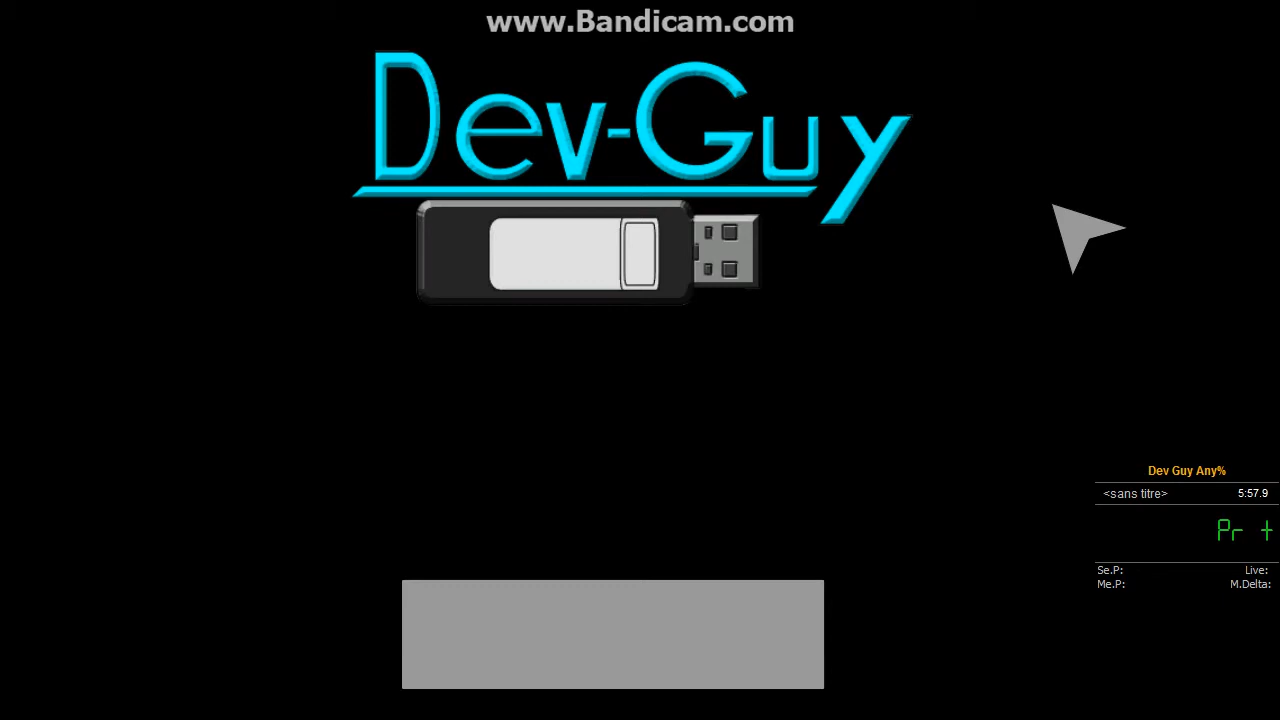 www.Bandicam.com
Dev-Guy
Dev Guy Any%
<sans titre> 5:57.9
Se.P: Live:
Me.P: M.Delta: